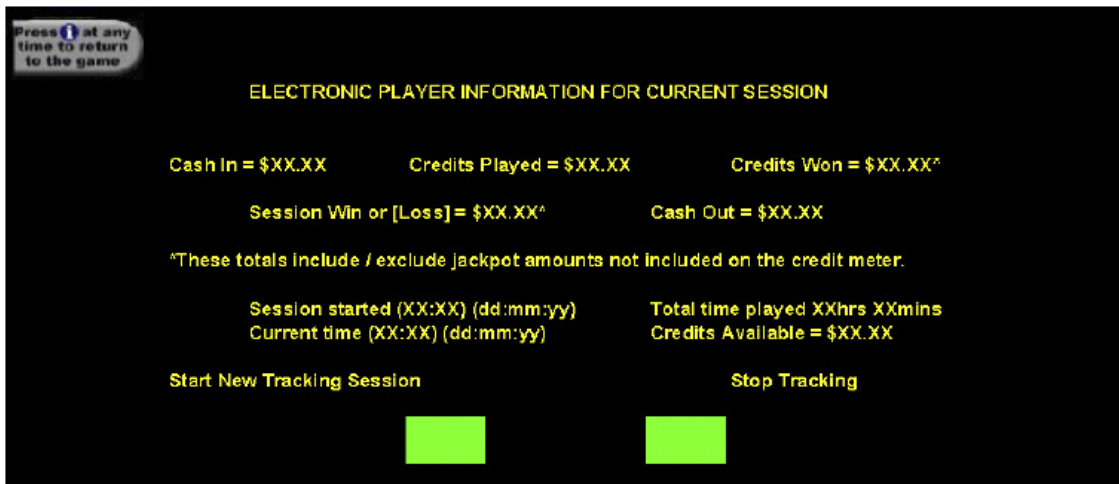 Press i at any
time to return
to the game
ELECTRONIC PLAYER INFORMATION FOR CURRENT SESSION
Cash In = $XX.XX Credits Played = $XX.XX Credits Won = $XX.XX^
Session Win or [Loss] = $XX.XX^ Cash Out = $XX.XX
^These totals include / exclude jackpot amounts not included on the credit meter.
Session started (XX:XX) (dd:mm:yy) Total time played XXhrs XXmins
Current time (XX:XX) (dd:mm:yy) Credits Available = $XX.XX
Start New Tracking Session Stop Tracking